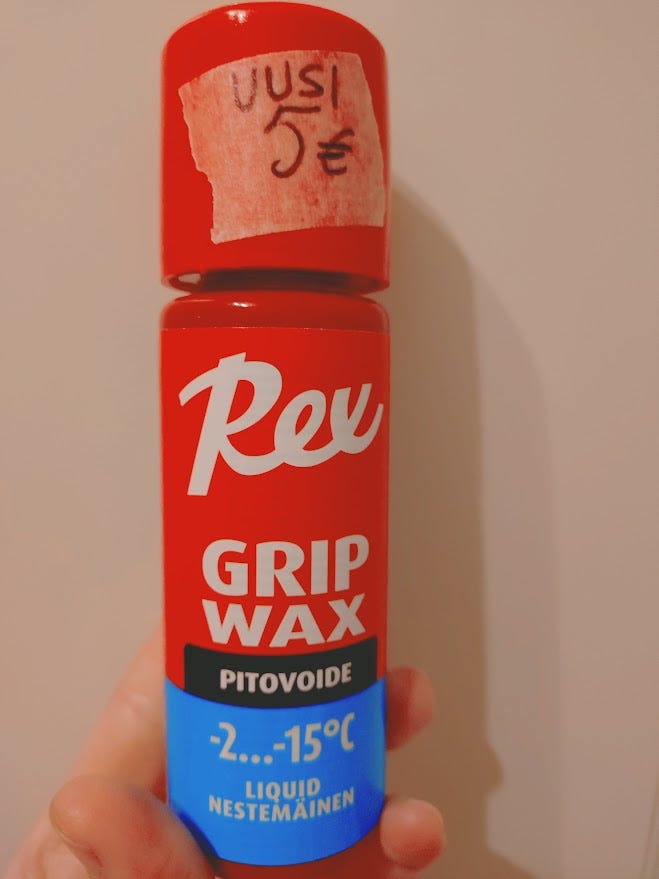 UUSI
5 €
Rex
GRIP
WAX
PITOVOIDE
-2...-15°C
LIQUID
NESTEMÄINEN